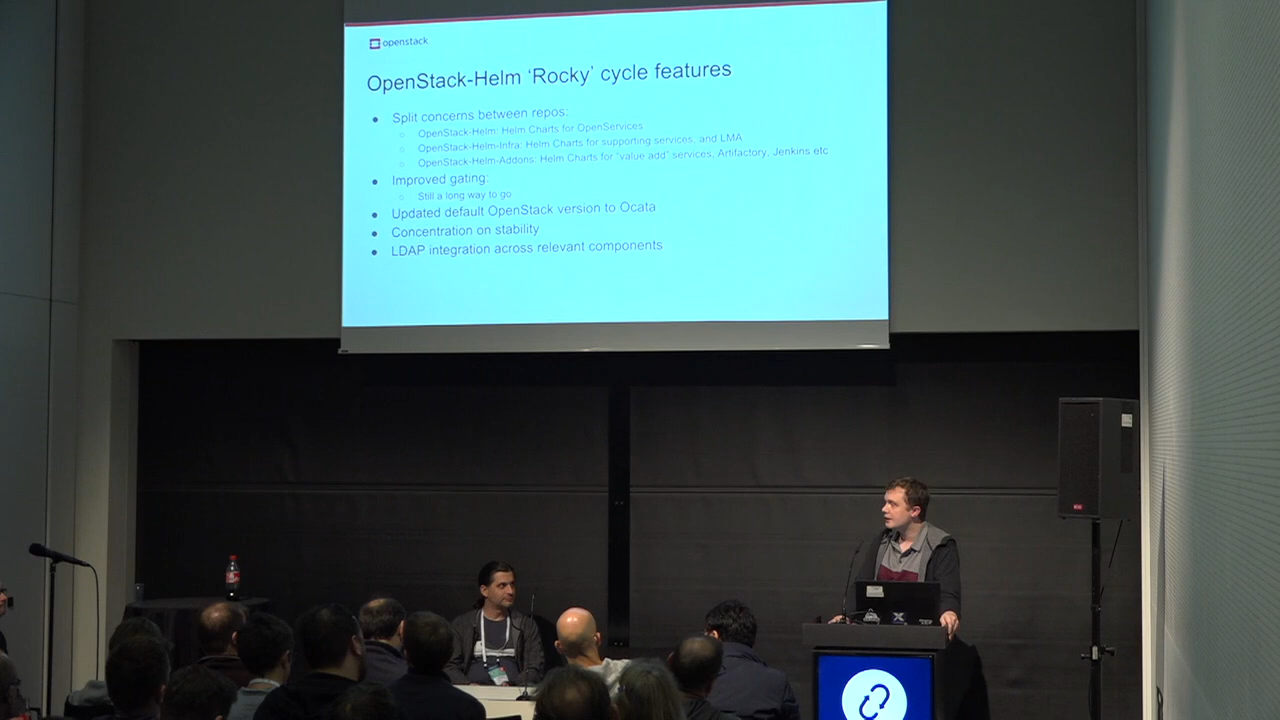 openstack
OpenStack-Helm ‘Rocky’ cycle features
Split concerns between repos:
OpenStack-Helm: Helm Charts for OpenServices
OpenStack-Helm-Infra: Helm Charts for supporting services, and LMA
OpenStack-Helm-Addons: Helm Charts for “value add” services, Artifactory, Jenkins etc
Improved gating:
Still a long way to go
Updated default OpenStack version to Ocata
Concentration on stability
LDAP integration across relevant components